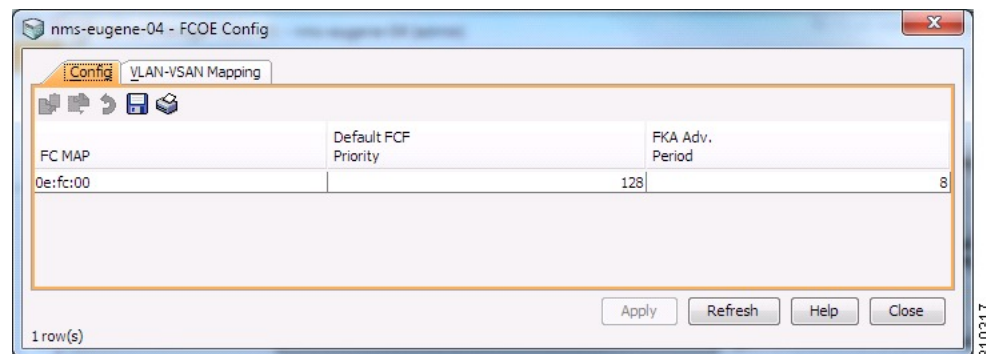 nms-eugene-04 - FCOE Config
Config VLAN-VSAN Mapping
FC MAP
Default FCF
Priority
FKA Adv.
Period
0e:fc:00 128 8
Apply Refresh Help Close
1 row(s)